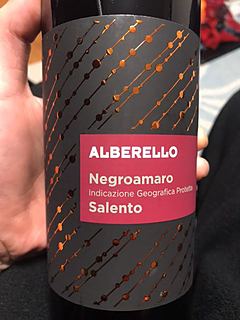 ALBERELLO
Negroamaro
Indicazione Geografica Protetta
Salento